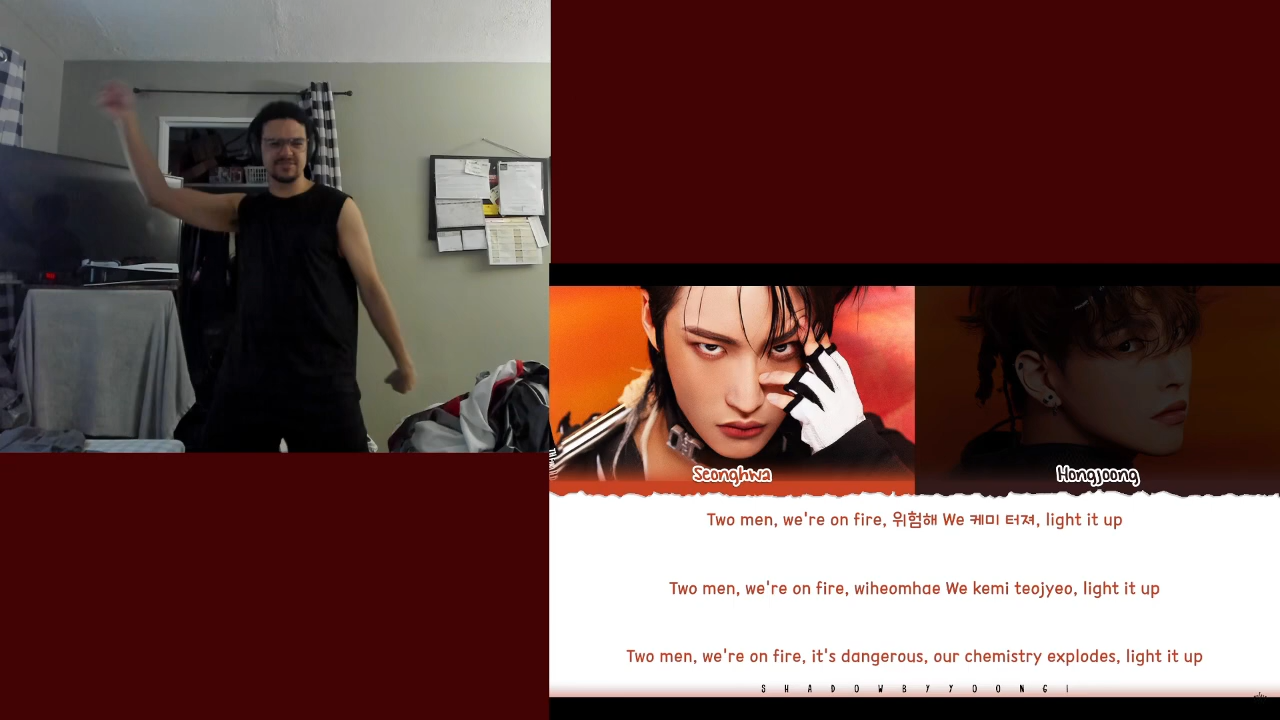 Seonghwa
Hongjoong
Two men, we're on fire, 위험해 We 케미 터져, light it up
Two men, we're on fire, wiheomhae We kemi teojyeo, light it up
Two men, we're on fire, it's dangerous, our chemistry explodes, light it up
S H A D O W B Y Y O O N G I